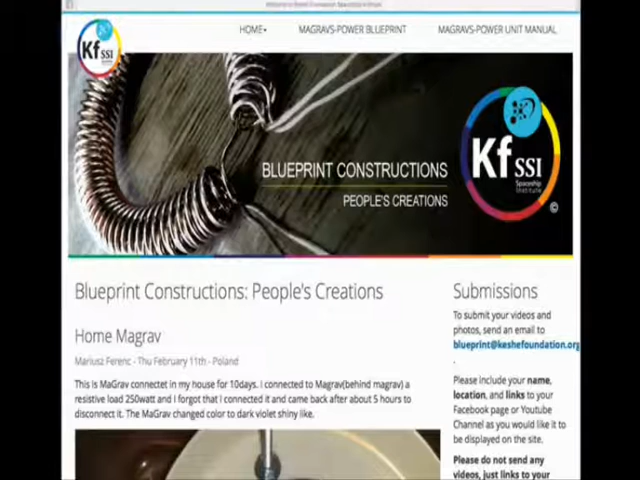 HOME
MAGRAVS-POWER BLUEPRINT
MAGRAVS-POWER UNIT MANUAL
Kf SSI
BLUEPRINT CONSTRUCTIONS
PEOPLE'S CREATIONS
Kf SSI
Spaceship
Institute
©
Blueprint Constructions: People's Creations
Home Magrav
Mariusz Ferenc - Thu February 11th - Poland
This is MaGrav connectet in my house for 10days. I connected to Magrav(behind magrav) a
resistive load 250watt and i forgot that I connected it and came back after about 5 hours to
disconnect it. The MaGrav changed color to dark violet shiny like.
Submissions
To submit your videos and
photos, send an email to
blueprint@keshefoundation.org
.
Please include your name,
location, and links to your
Facebook page or Youtube
Channel as you would like it to
be displayed on the site.
Please do not send any
videos, just links to your